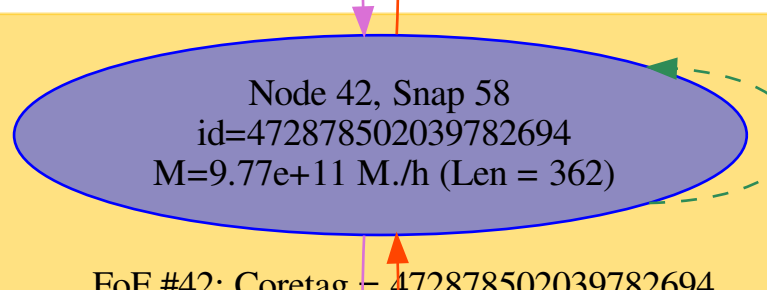 Node 42, Snap 58
id=472878502039782694
M=9.77e+11 M./h (Len = 362)
FoF #42; Coretag = 472878502039782694